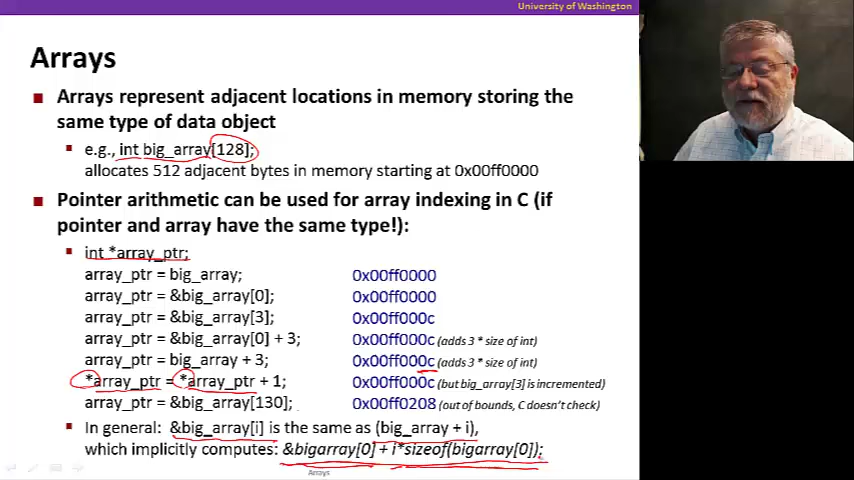 University of Washington
Arrays
Arrays represent adjacent locations in memory storing the
same type of data object
e.g., int big_array[128];
allocates 512 adjacent bytes in memory starting at 0x00ff0000
Pointer arithmetic can be used for array indexing in C (if
pointer and array have the same type!):
int *array_ptr;
array_ptr = big_array; 0x00ff0000
array_ptr = &big_array[0]; 0x00ff0000
array_ptr = &big_array[3]; 0x00ff000c
array_ptr = &big_array[0] + 3; 0x00ff000c (adds 3 * size of int)
array_ptr = big_array + 3; 0x00ff000c (adds 3 * size of int)
*array_ptr = *array_ptr + 1; 0x00ff000c (but big_array[3] is incremented)
array_ptr = &big_array[130]; 0x00ff0208 (out of bounds, C doesn't check)
In general: &big_array[i] is the same as (big_array + i),
which implicitly computes: &bigarray[0] + i*sizeof(bigarray[0]);
Arrays